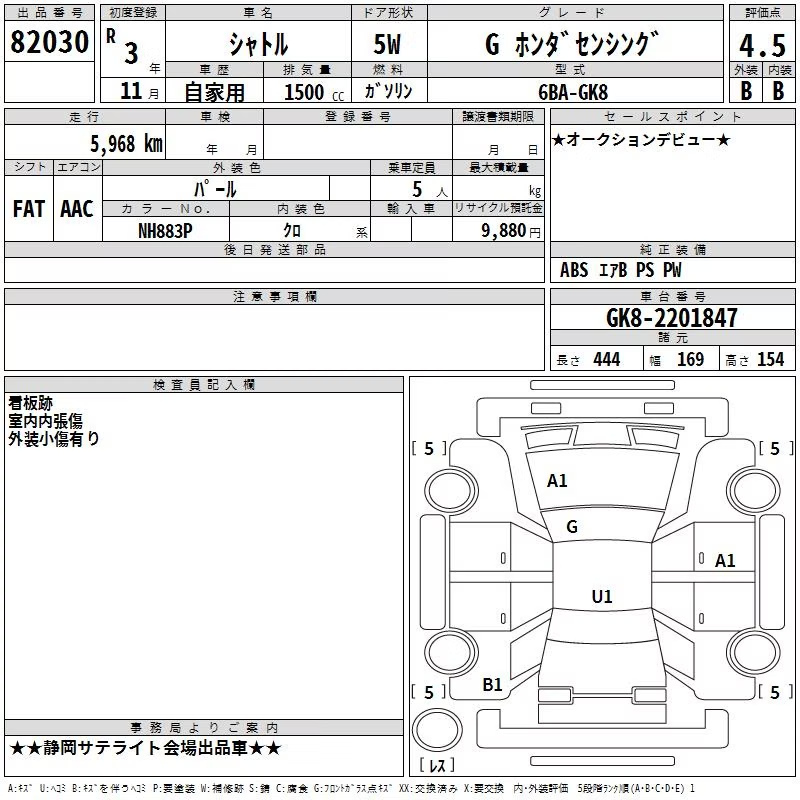 出品番号 初度登録 車名 ドア形状 グレード 評価点
82030 R 3 年 シャトル 5W G ホンダセンシング 4.5
車歴 排気量 燃料 型式 外装 内装
11 月 自家用 1500 CC ガソリン 6BA-GK8 B B
走行 車検 登録番号 譲渡書類期限 セールスポイント
5,968 km 年 月 月 日 ★オークションデビュー★
シフト エアコン 外装色 乗車定員 最大積載量
FAT AAC パール 5 人 kg
カラーNo. 内装色 輸入車 リサイクル預託金
NH883P クロ 系 9,880 円
後日発送部品 純正装備
ABS エアB PS PW
注意事項欄 車台番号
GK8-2201847
諸元
長さ 444 幅 169 高さ 154
検査員記入欄
看板跡
室内内張傷
外装小傷有り
[ 5 ] [ 5 ]
A1
G
A1
U1
B1
[ 5 ] [ 5 ]
事務局よりご案内
★★静岡サテライト会場出品車★★
[ レス ]
A:キズ U:ヘコミ B:キズを伴うヘコミ P:要塗装 W:補修跡 S:錆 C:腐食 G:フロントガラス点キズ XX:交換済み X:要交換 内・外装評価 5段階ランク順(A・B・C・D・E) 1